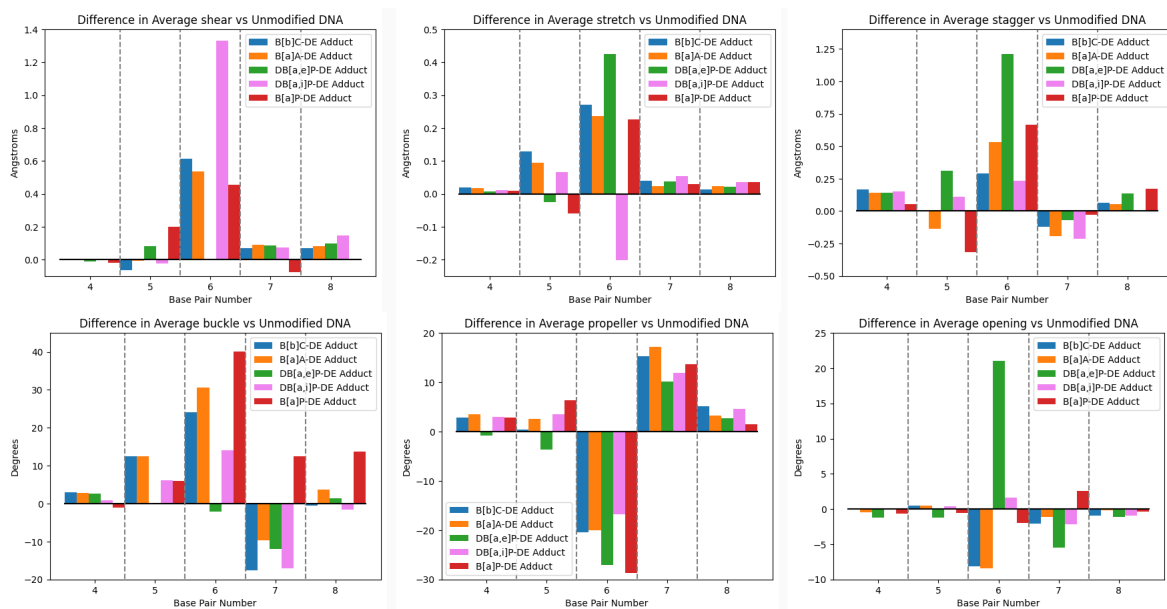 Difference in Average shear vs Unmodified DNA
1.4
1.2
1.0
0.8
0.6
0.4
0.2
0.0
Angstroms
B[b]C-DE Adduct
B[a]A-DE Adduct
DB[a,e]P-DE Adduct
DB[a,i]P-DE Adduct
B[a]P-DE Adduct
4 5 6 7 8
Base Pair Number
Difference in Average stretch vs Unmodified DNA
0.5
0.4
0.3
0.2
0.1
0.0
−0.1
−0.2
Angstroms
B[b]C-DE Adduct
B[a]A-DE Adduct
DB[a,e]P-DE Adduct
DB[a,i]P-DE Adduct
B[a]P-DE Adduct
4 5 6 7 8
Base Pair Number
Difference in Average stagger vs Unmodified DNA
1.25
1.00
0.75
0.50
0.25
0.00
−0.25
−0.50
Angstroms
B[b]C-DE Adduct
B[a]A-DE Adduct
DB[a,e]P-DE Adduct
DB[a,i]P-DE Adduct
B[a]P-DE Adduct
4 5 6 7 8
Base Pair Number
Difference in Average buckle vs Unmodified DNA
40
30
20
10
0
−10
−20
Degrees
B[b]C-DE Adduct
B[a]A-DE Adduct
DB[a,e]P-DE Adduct
DB[a,i]P-DE Adduct
B[a]P-DE Adduct
4 5 6 7 8
Base Pair Number
Difference in Average propeller vs Unmodified DNA
20
10
0
−10
−20
−30
Degrees
B[b]C-DE Adduct
B[a]A-DE Adduct
DB[a,e]P-DE Adduct
DB[a,i]P-DE Adduct
B[a]P-DE Adduct
4 5 6 7 8
Base Pair Number
Difference in Average opening vs Unmodified DNA
25
20
15
10
5
0
−5
−10
Degrees
B[b]C-DE Adduct
B[a]A-DE Adduct
DB[a,e]P-DE Adduct
DB[a,i]P-DE Adduct
B[a]P-DE Adduct
4 5 6 7 8
Base Pair Number